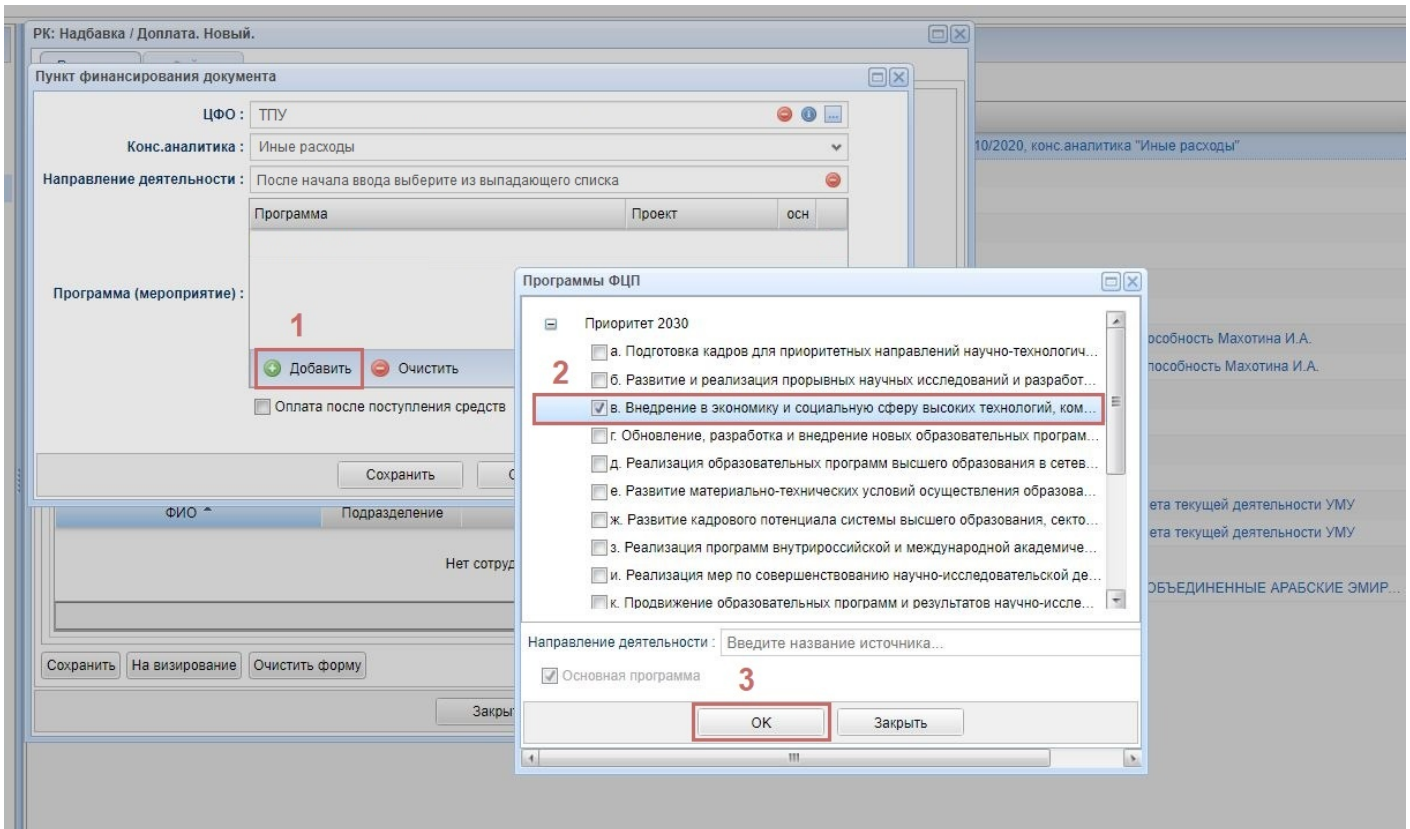 РК: Надбавка / Доплата. Новый.
Пункт финансирования документа
ЦФО : ТПУ
Конс.аналитика : Иные расходы
10/2020, конс.аналитика "Иные расходы"
Направление деятельности : После начала ввода выберите из выпадающего списка
Программа Проект осн
Программа (мероприятие) :
1
Добавить Очистить
Оплата после поступления средств
Сохранить
ФИО Подразделение
Нет сотруд
Сохранить На визирование Очистить форму
Закры
Программы ФЦП
Приоритет 2030
а. Подготовка кадров для приоритетных направлений научно-технологич...
2
б. Развитие и реализация прорывных научных исследований и разработ...
в. Внедрение в экономику и социальную сферу высоких технологий, ком...
г. Обновление, разработка и внедрение новых образовательных програм...
д. Реализация образовательных программ высшего образования в сетев...
е. Развитие материально-технических условий осуществления образова...
ж. Развитие кадрового потенциала системы высшего образования, секто...
з. Реализация программ внутрироссийской и международной академиче...
и. Реализация мер по совершенствованию научно-исследовательской де...
к. Продвижение образовательных программ и результатов научно-иссле...
Направление деятельности : Введите название источника...
Основная программа
3
ОК Закрыть
особность Махотина И.А.
пособность Махотина И.А.
ета текущей деятельности УМУ
ета текущей деятельности УМУ
ОБЪЕДИНЕННЫЕ АРАБСКИЕ ЭМИР...